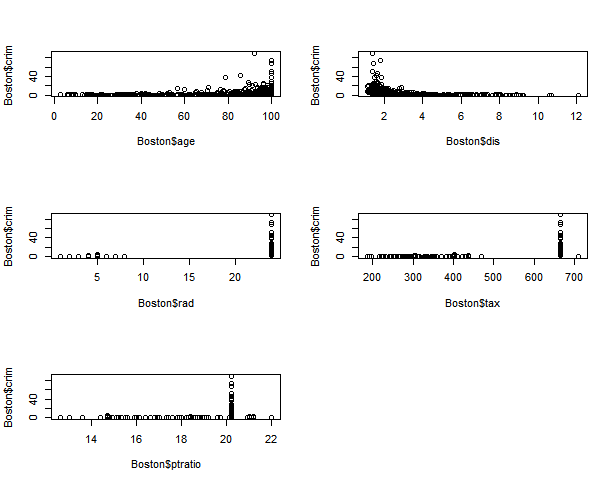 Boston$crim
0 40
0 20 40 60 80 100
Boston$age
Boston$crim
0 40
2 4 6 8 10 12
Boston$dis
Boston$crim
0 40
5 10 15 20
Boston$rad
Boston$crim
0 40
200 300 400 500 600 700
Boston$tax
Boston$crim
0 40
14 16 18 20 22
Boston$ptratio